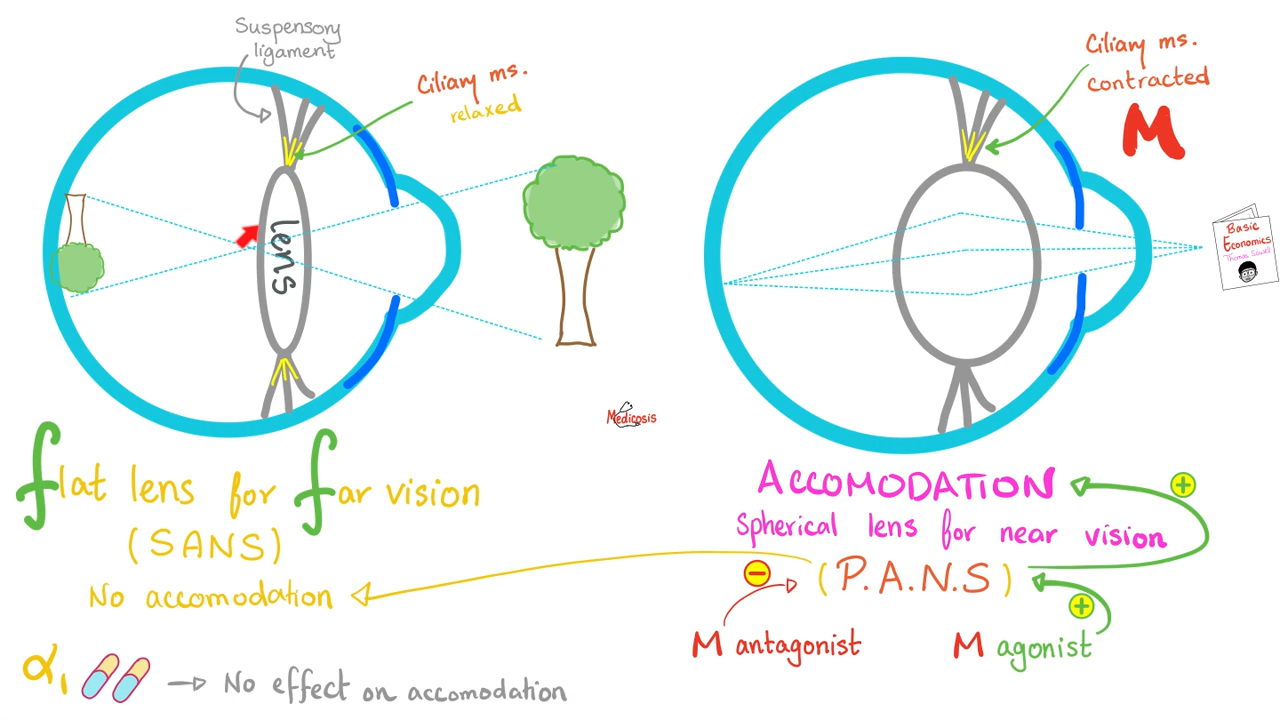 Suspensory
ligament
Ciliary ms.
relaxed
lens
flat lens for far vision
(SANS)
No accomodation
α1 → No effect on accomodation
Medicosis
Ciliary ms.
contracted
M
Basic
Economics
Thomas Sowell
ACCOMODATION
+
Spherical lens for near vision
(P.A.N.S)
−
+
M antagonist
M agonist